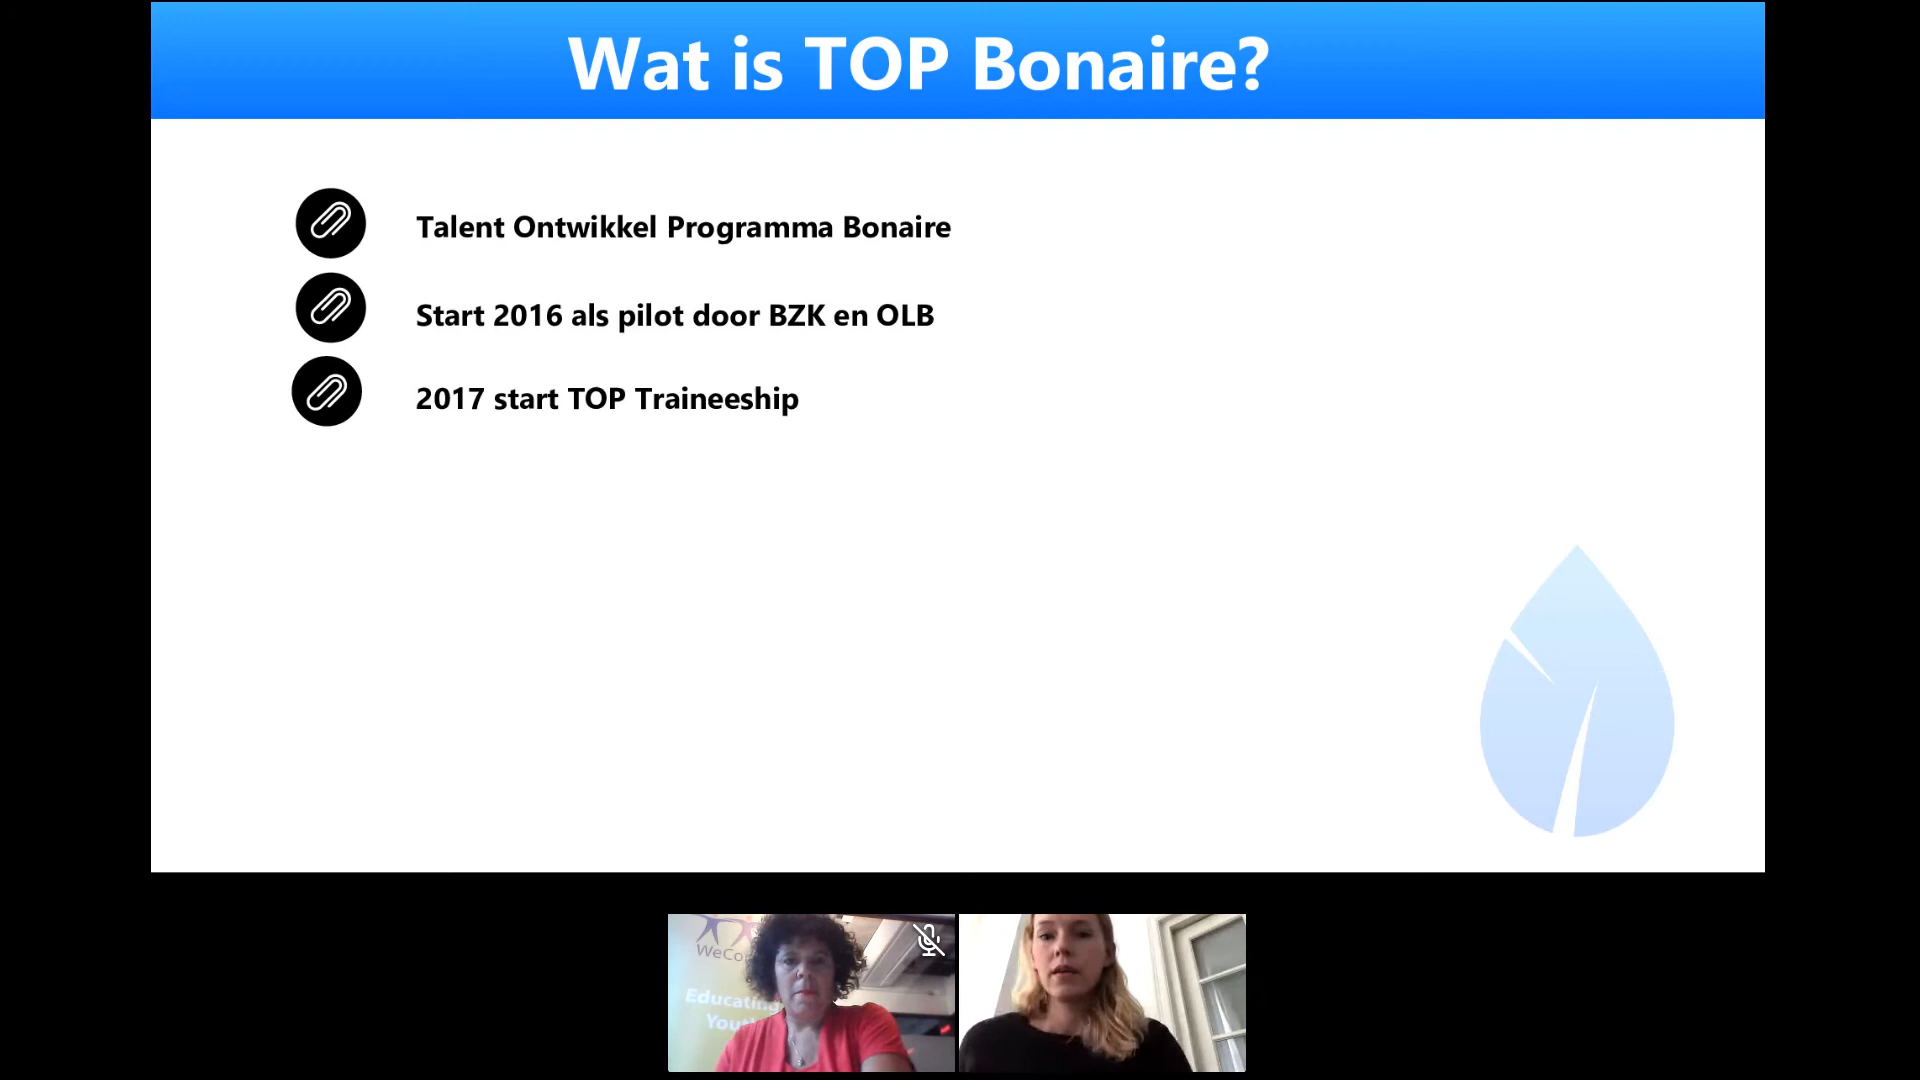 Wat is TOP Bonaire?
Talent Ontwikkel Programma Bonaire
Start 2016 als pilot door BZK en OLB
2017 start TOP Traineeship
Educating